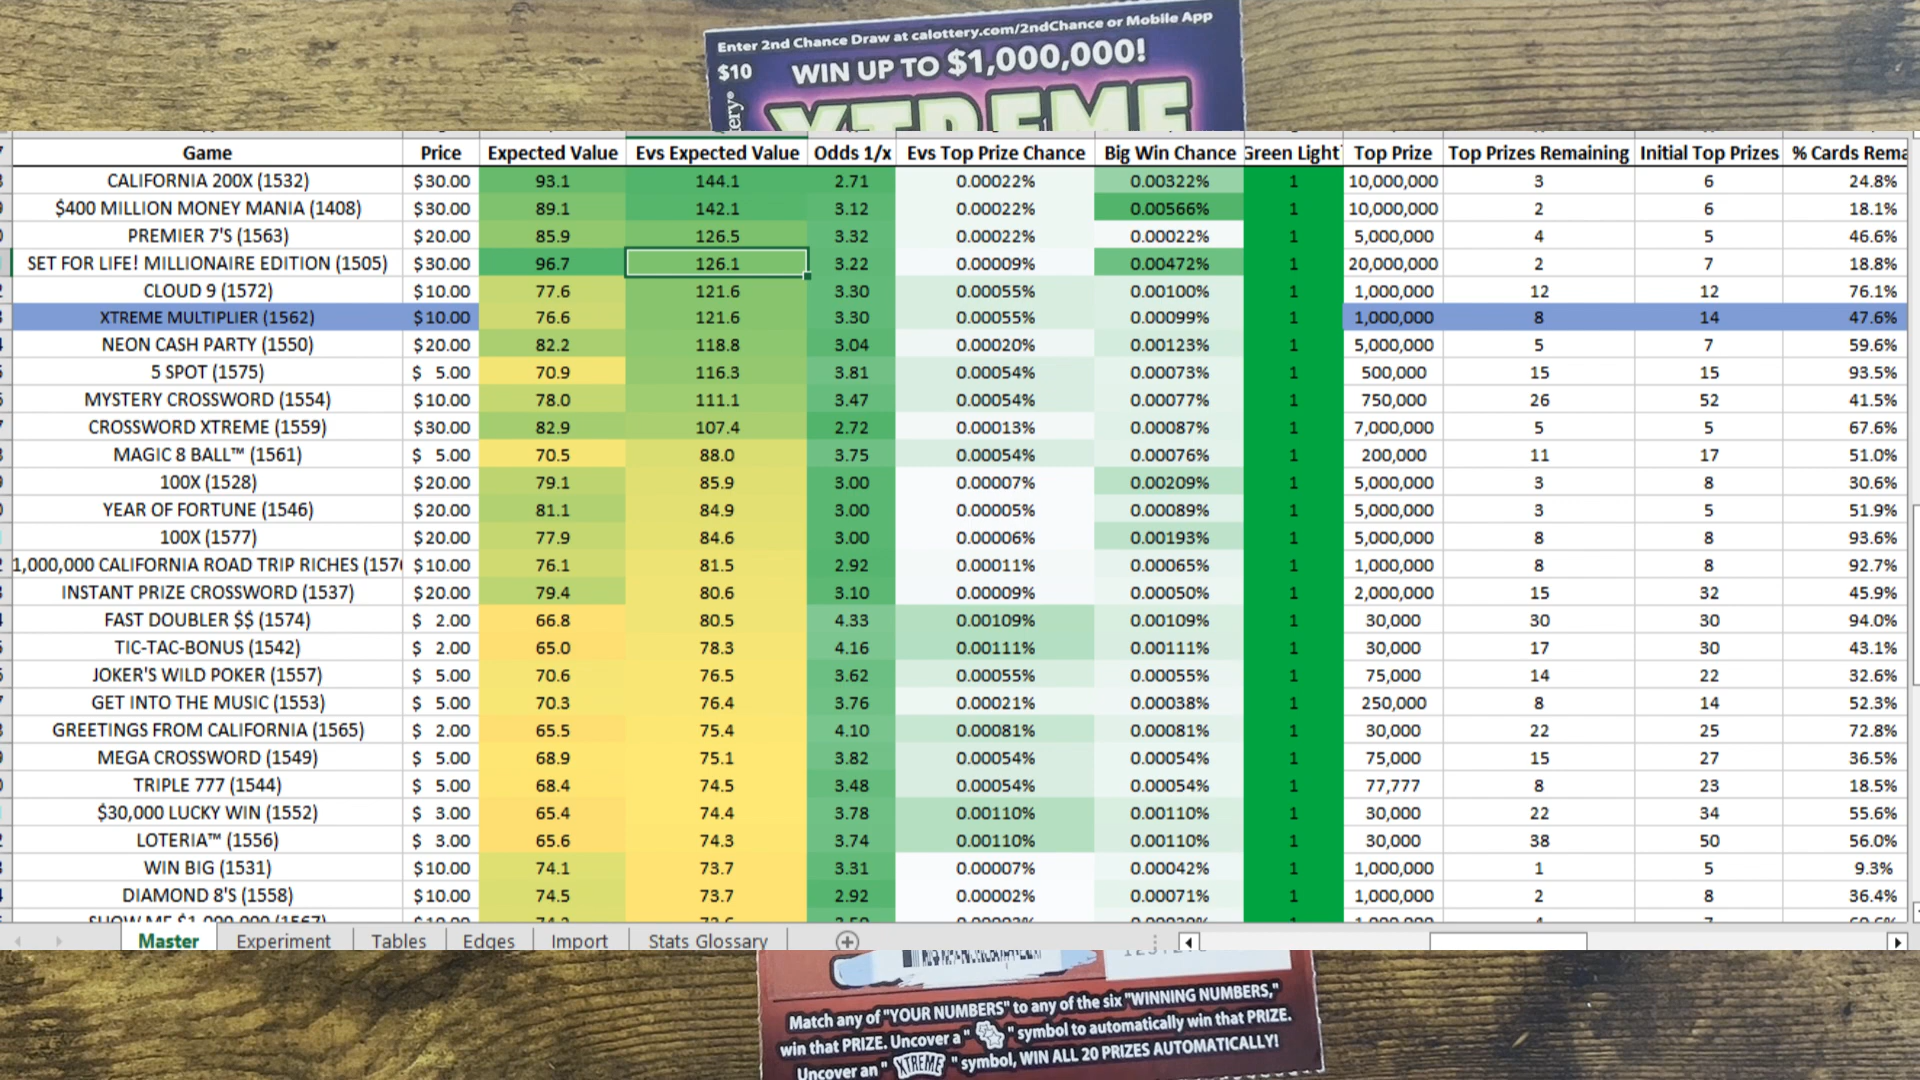 Enter 2nd Chance Draw at calottery.com/2ndChance or Mobile App
$10 WIN UP TO $1,000,000!
XTREME
Game Price Expected Value Evs Expected Value Odds 1/x Evs Top Prize Chance Big Win Chance Green Light Top Prize Top Prizes Remaining Initial Top Prizes % Cards Rema
CALIFORNIA 200X (1532) $30.00 93.1 144.1 2.71 0.00022% 0.00322% 1 10,000,000 3 6 24.8%
$400 MILLION MONEY MANIA (1408) $30.00 89.1 142.1 3.12 0.00022% 0.00566% 1 10,000,000 2 6 18.1%
PREMIER 7'S (1563) $20.00 85.9 126.5 3.32 0.00022% 0.00022% 1 5,000,000 4 5 46.6%
SET FOR LIFE! MILLIONAIRE EDITION (1505) $30.00 96.7 126.1 3.22 0.00009% 0.00472% 1 20,000,000 2 7 18.8%
CLOUD 9 (1572) $10.00 77.6 121.6 3.30 0.00055% 0.00100% 1 1,000,000 12 12 76.1%
XTREME MULTIPLIER (1562) $10.00 76.6 121.6 3.30 0.00055% 0.00099% 1 1,000,000 8 14 47.6%
NEON CASH PARTY (1550) $20.00 82.2 118.8 3.04 0.00020% 0.00123% 1 5,000,000 5 7 59.6%
5 SPOT (1575) $ 5.00 70.9 116.3 3.81 0.00054% 0.00073% 1 500,000 15 15 93.5%
MYSTERY CROSSWORD (1554) $10.00 78.0 111.1 3.47 0.00054% 0.00077% 1 750,000 26 52 41.5%
CROSSWORD XTREME (1559) $30.00 82.9 107.4 2.72 0.00013% 0.00087% 1 7,000,000 5 5 67.6%
MAGIC 8 BALL™ (1561) $ 5.00 70.5 88.0 3.75 0.00054% 0.00076% 1 200,000 11 17 51.0%
100X (1528) $20.00 79.1 85.9 3.00 0.00007% 0.00209% 1 5,000,000 3 8 30.6%
YEAR OF FORTUNE (1546) $20.00 81.1 84.9 3.00 0.00005% 0.00089% 1 5,000,000 3 5 51.9%
100X (1577) $20.00 77.9 84.6 3.00 0.00006% 0.00193% 1 5,000,000 8 8 93.6%
1,000,000 CALIFORNIA ROAD TRIP RICHES (157 $10.00 76.1 81.5 2.92 0.00011% 0.00065% 1 1,000,000 8 8 92.7%
INSTANT PRIZE CROSSWORD (1537) $20.00 79.4 80.6 3.10 0.00009% 0.00050% 1 2,000,000 15 32 45.9%
FAST DOUBLER $$ (1574) $ 2.00 66.8 80.5 4.33 0.00109% 0.00109% 1 30,000 30 30 94.0%
TIC-TAC-BONUS (1542) $ 2.00 65.0 78.3 4.16 0.00111% 0.00111% 1 30,000 17 30 43.1%
JOKER'S WILD POKER (1557) $ 5.00 70.6 76.5 3.62 0.00055% 0.00055% 1 75,000 14 22 32.6%
GET INTO THE MUSIC (1553) $ 5.00 70.3 76.4 3.76 0.00021% 0.00038% 1 250,000 8 14 52.3%
GREETINGS FROM CALIFORNIA (1565) $ 2.00 65.5 75.4 4.10 0.00081% 0.00081% 1 30,000 22 25 72.8%
MEGA CROSSWORD (1549) $ 5.00 68.9 75.1 3.82 0.00054% 0.00054% 1 75,000 15 27 36.5%
TRIPLE 777 (1544) $ 5.00 68.4 74.5 3.48 0.00054% 0.00054% 1 77,777 8 23 18.5%
$30,000 LUCKY WIN (1552) $ 3.00 65.4 74.4 3.78 0.00110% 0.00110% 1 30,000 22 34 55.6%
LOTERIA™ (1556) $ 3.00 65.6 74.3 3.74 0.00110% 0.00110% 1 30,000 38 50 56.0%
WIN BIG (1531) $10.00 74.1 73.7 3.31 0.00007% 0.00042% 1 1,000,000 1 5 9.3%
DIAMOND 8'S (1558) $10.00 74.5 73.7 2.92 0.00002% 0.00071% 1 1,000,000 2 8 36.4%
Master Experiment Tables Edges Import Stats Glossary
Match any of "YOUR NUMBERS" to any of the six "WINNING NUMBERS,"
win that PRIZE. Uncover a " " symbol to automatically win that PRIZE.
Uncover an " XTREME " symbol, WIN ALL 20 PRIZES AUTOMATICALLY!